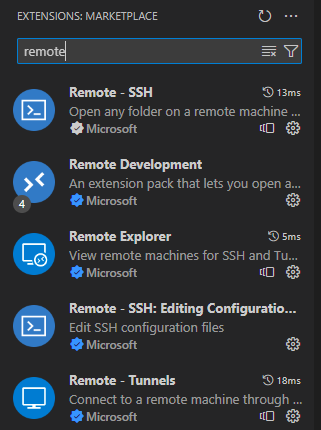 EXTENSIONS: MARKETPLACE
remote
Remote - SSH 13ms
Open any folder on a remote machine ...
Microsoft
Remote Development
An extension pack that lets you open a...
4 Microsoft
Remote Explorer 5ms
View remote machines for SSH and Tu...
Microsoft
Remote - SSH: Editing Configuratio...
Edit SSH configuration files
Microsoft
Remote - Tunnels 18ms
Connect to a remote machine through ...
Microsoft